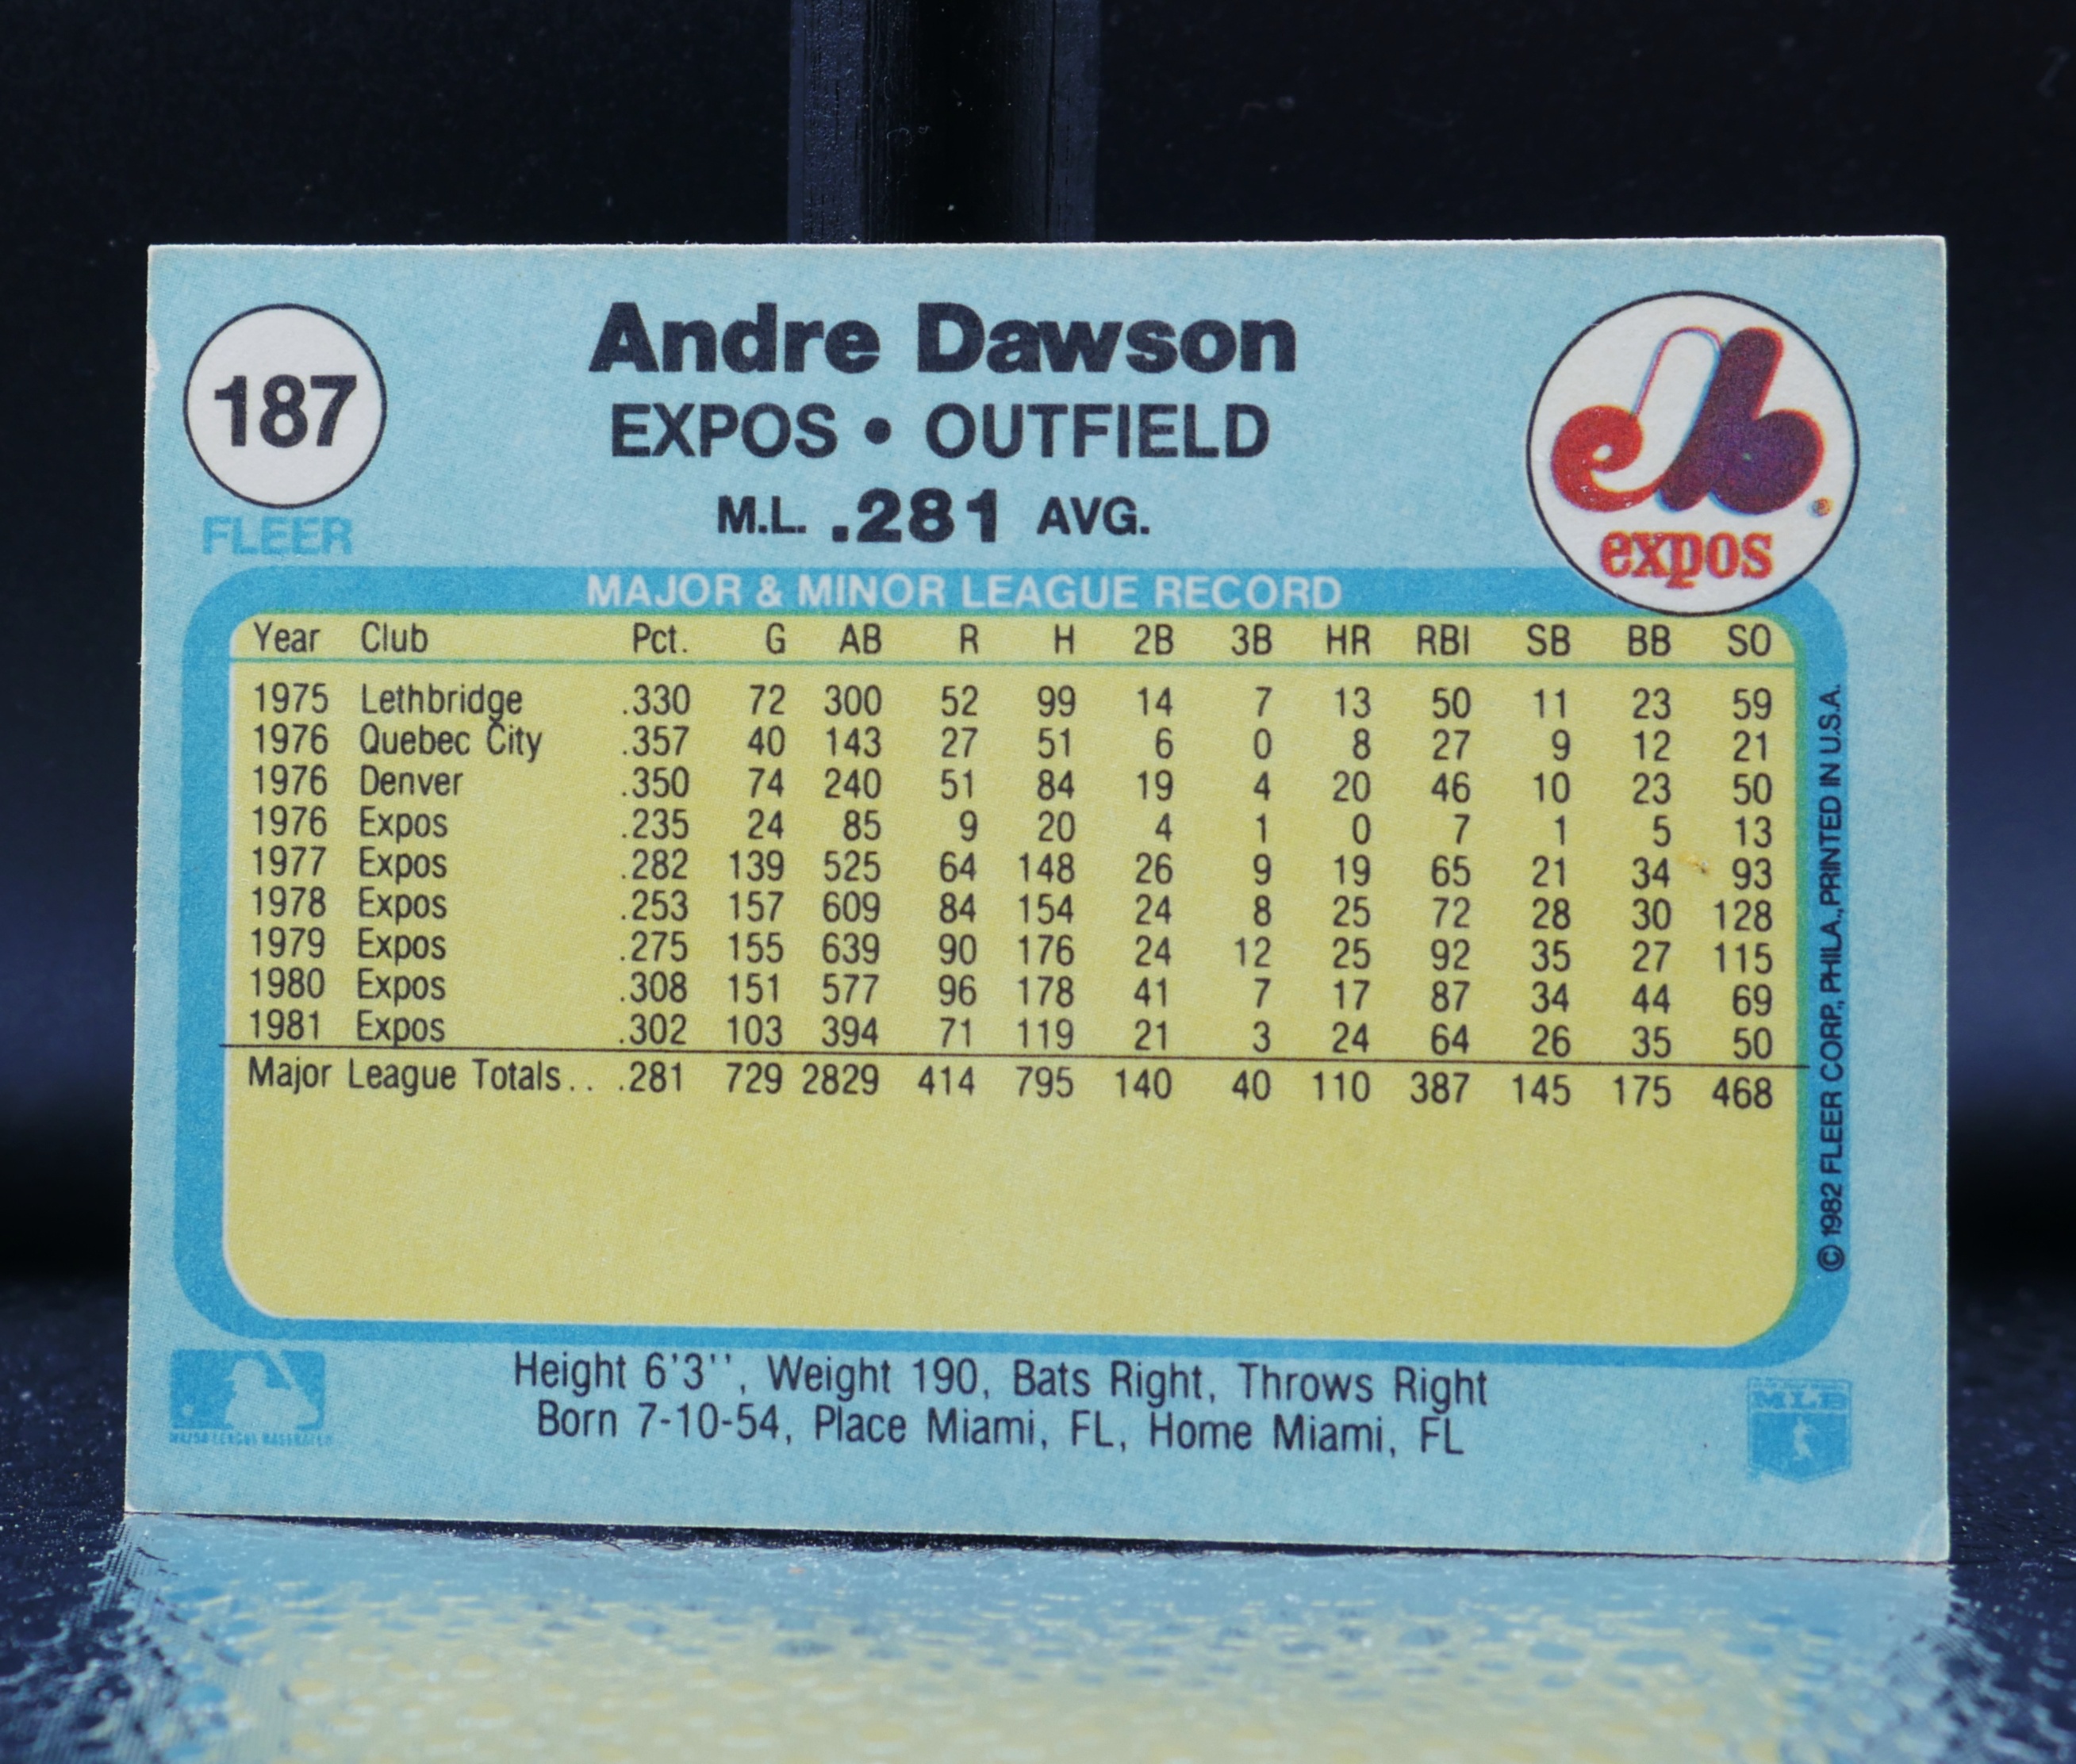 187
FLEER
Andre Dawson
EXPOS • OUTFIELD
M.L. .281 AVG.
expos
MAJOR & MINOR LEAGUE RECORD
Year Club Pct. G AB R H 2B 3B HR RBI SB BB SO
1975 Lethbridge .330 72 300 52 99 14 7 13 50 11 23 59
1976 Quebec City .357 40 143 27 51 6 0 8 27 9 12 21
1976 Denver .350 74 240 51 84 19 4 20 46 10 23 50
1976 Expos .235 24 85 9 20 4 1 0 7 1 5 13
1977 Expos .282 139 525 64 148 26 9 19 65 21 34 93
1978 Expos .253 157 609 84 154 24 8 25 72 28 30 128
1979 Expos .275 155 639 90 176 24 12 25 92 35 27 115
1980 Expos .308 151 577 96 178 41 7 17 87 34 44 69
1981 Expos .302 103 394 71 119 21 3 24 64 26 35 50
Major League Totals.. .281 729 2829 414 795 140 40 110 387 145 175 468
© 1982 FLEER CORP., PHILA., PRINTED IN U.S.A.
Height 6'3'', Weight 190, Bats Right, Throws Right
Born 7-10-54, Place Miami, FL, Home Miami, FL
MAJOR LEAGUE BASEBALL
MLB